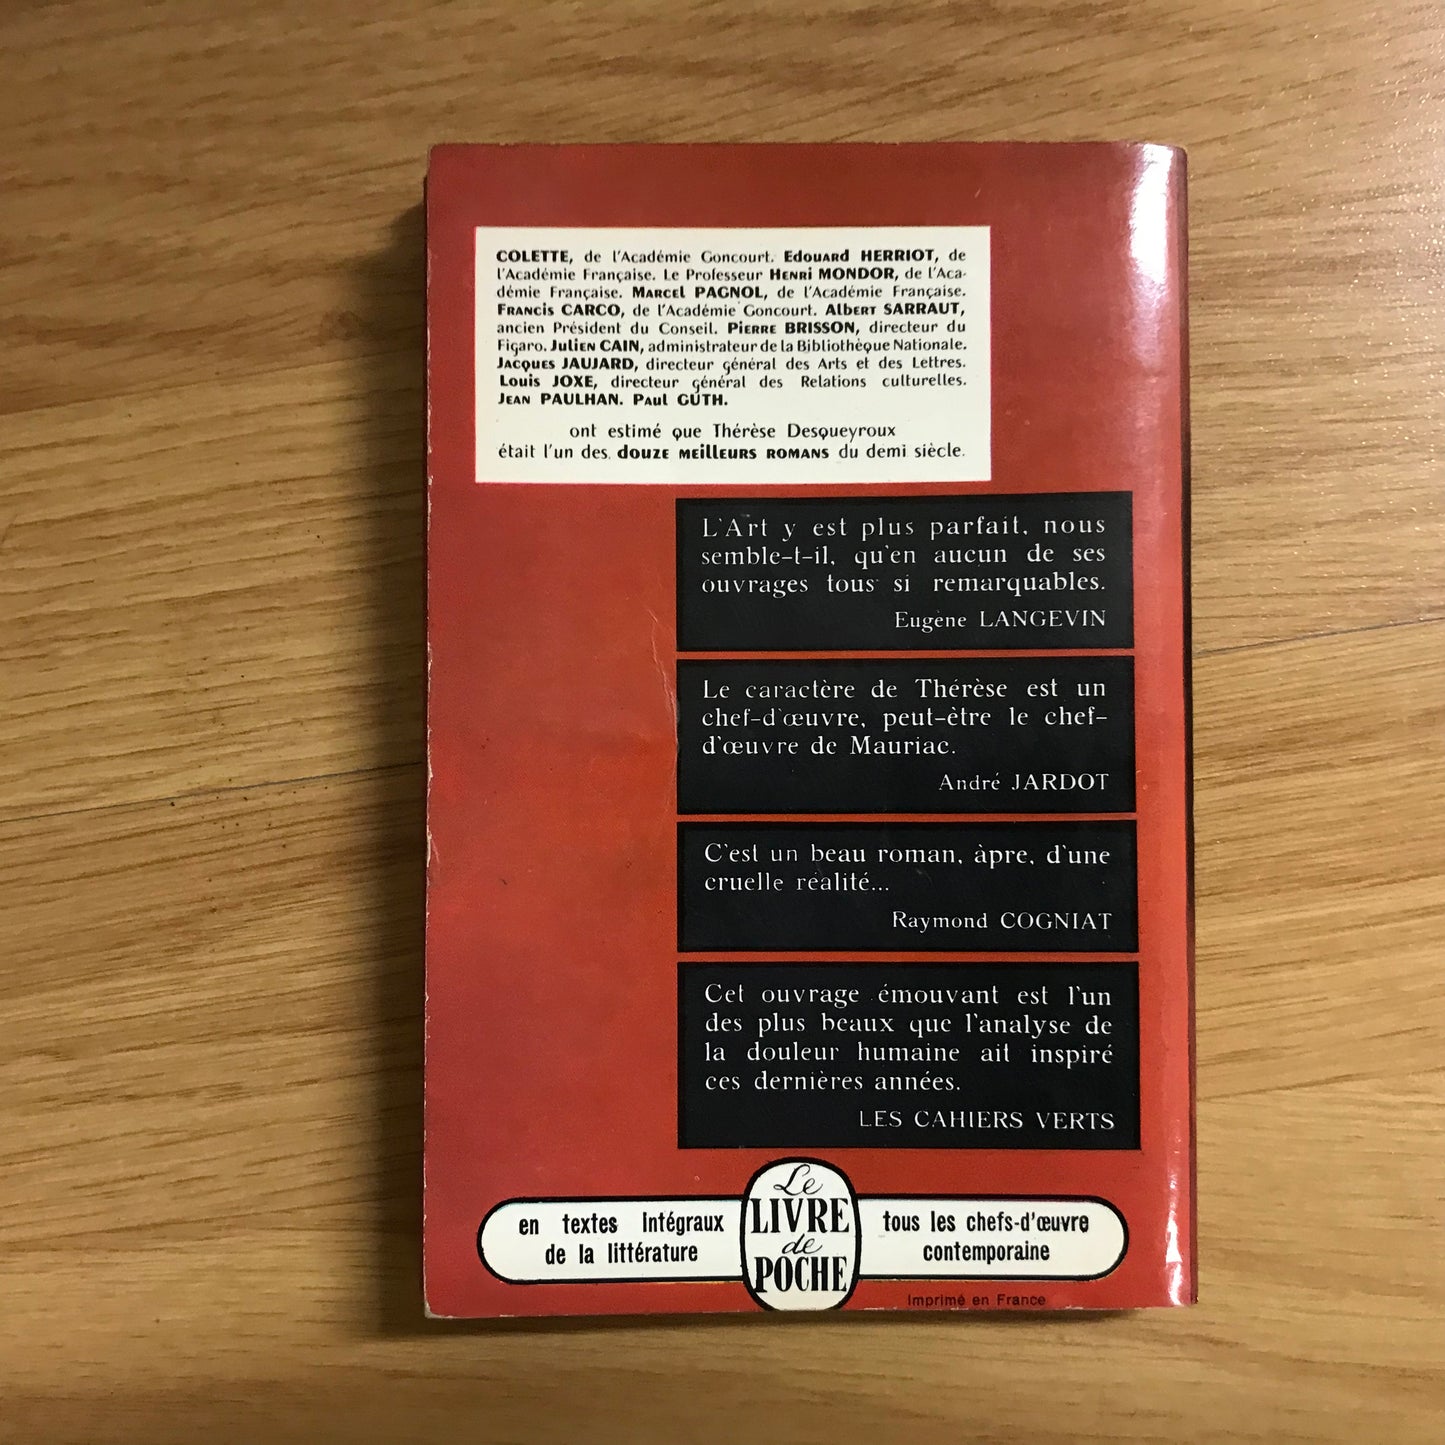 COLETTE, de l'Académie Goncourt. Edouard HERRIOT, de
l'Académie Française. Le Professeur Henri MONDOR, de l'Aca-
démie Française. Marcel PAGNOL, de l'Académie Française.
Francis CARCO, de l'Académie Goncourt. Albert SARRAUT,
ancien Président du Conseil. Pierre BRISSON, directeur du
Figaro. Julien CAIN, administrateur de la Bibliothèque Nationale.
Jacques JAUJARD, directeur général des Arts et des Lettres.
Louis JOXE, directeur général des Relations culturelles.
Jean PAULHAN. Paul GUTH.
ont estimé que Thérèse Desqueyroux
était l'un des douze meilleurs romans du demi siècle.
L'Art y est plus parfait, nous
semble-t-il, qu'en aucun de ses
ouvrages tous si remarquables.
Eugène LANGEVIN
Le caractère de Thérèse est un
chef-d'œuvre, peut-être le chef-
d'œuvre de Mauriac.
André JARDOT
C'est un beau roman, àpre, d'une
cruelle réalité...
Raymond COGNIAT
Cet ouvrage émouvant est l'un
des plus beaux que l'analyse de
la douleur humaine ait inspiré
ces dernières années.
LES CAHIERS VERTS
en textes Intégraux
de la littérature
Le
LIVRE
de
POCHE
tous les chefs-d'œuvre
contemporaine
Imprimé en France